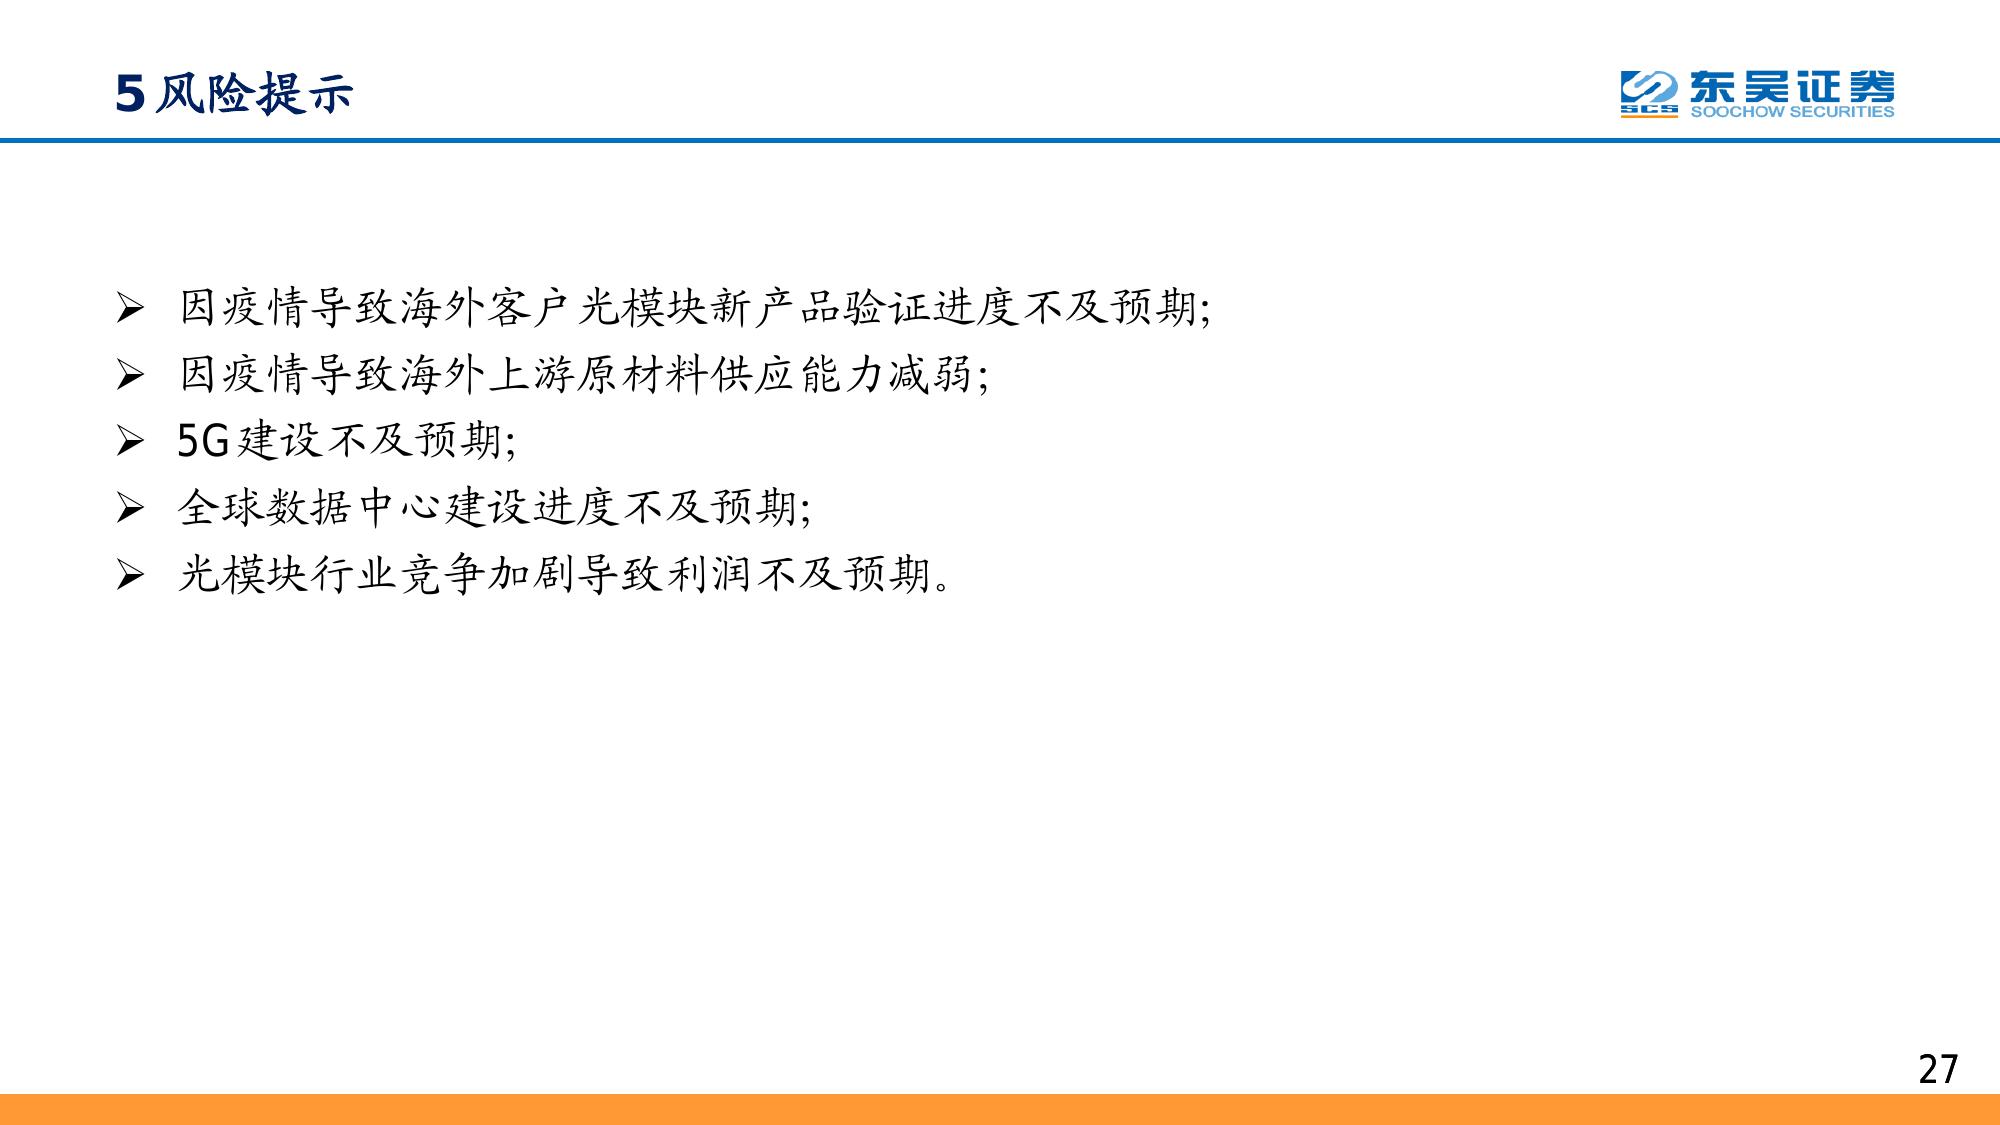 5 风险提示
SCS 东吴证券
SOOCHOW SECURITIES
➢ 因疫情导致海外客户光模块新产品验证进度不及预期;
➢ 因疫情导致海外上游原材料供应能力减弱;
➢ 5G建设不及预期;
➢ 全球数据中心建设进度不及预期;
➢ 光模块行业竞争加剧导致利润不及预期。
27